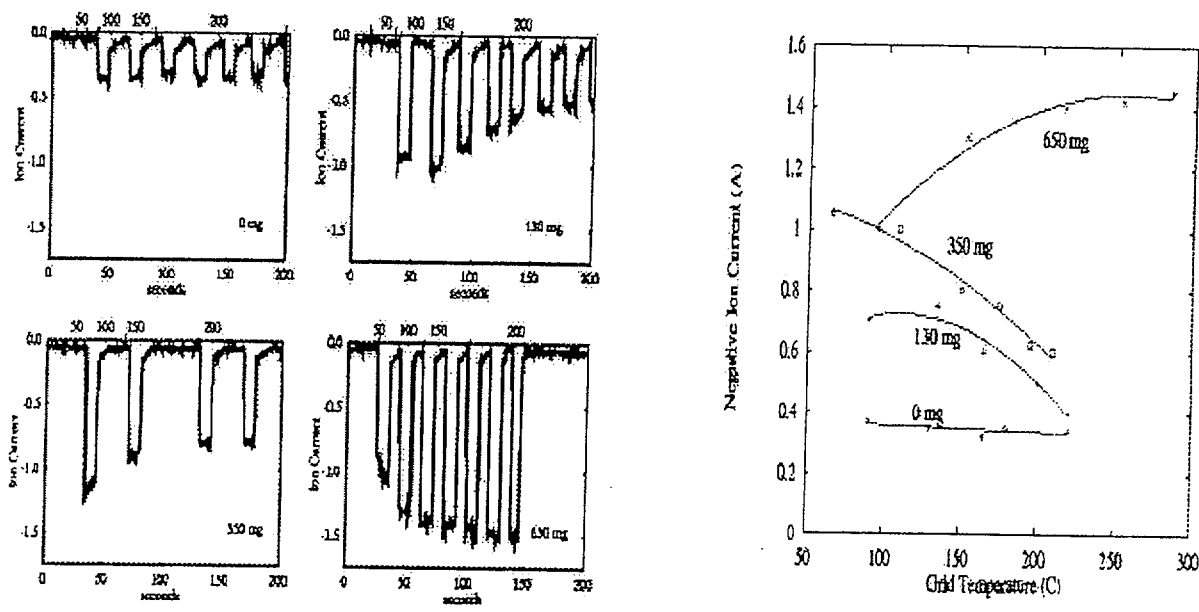 50 100 150 200
0.0
-0.5
-1.0
-1.5
Ion Current
0 mg
0 50 100 150 200
seconds
50 100 150 200
0.0
-0.5
-1.0
-1.5
Ion Current
130 mg
0 50 100 150 200
seconds
50 100 150 200
0.0
-0.5
-1.0
-1.5
Ion Current
350 mg
0 50 100 150 200
seconds
50 100 150 200
0.0
-0.5
-1.0
-1.5
Ion Current
650 mg
0 50 100 150 200
seconds
1.6
1.4
1.2
1
0.8
0.6
0.4
0.2
0
Negative Ion Current (A)
650 mg
350 mg
130 mg
0 mg
50 100 150 200 250 300
Grid Temperature (C)